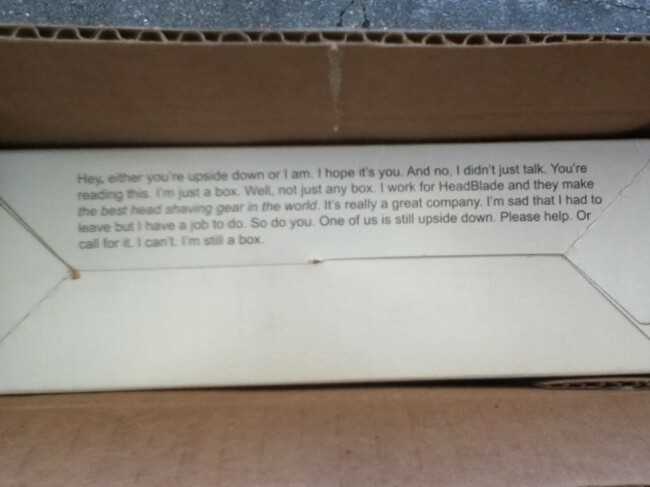 Hey, either you're upside down or I am. I hope it's you. And no, I didn't just talk. You're
reading this. I'm just a box. Well, not just any box. I work for HeadBlade and they make
the best head shaving gear in the world. It's really a great company. I'm sad that I had to
leave but I have a job to do. So do you. One of us is still upside down. Please help. Or
call for it. I can't. I'm still a box.